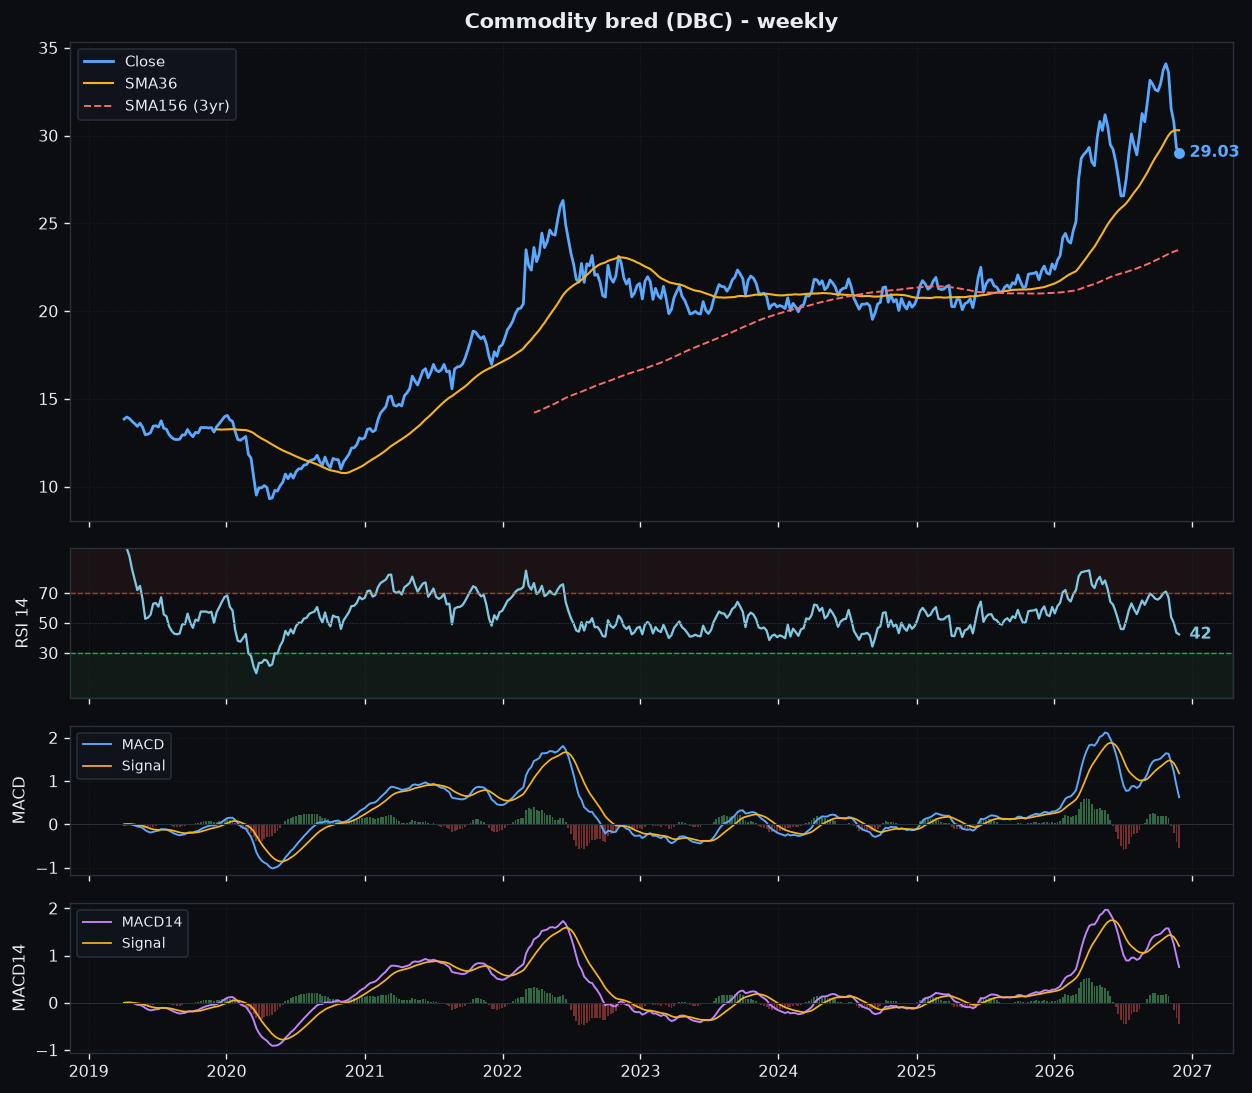 Commodity bred (DBC) - weekly
35
30
25
20
15
10
Close
SMA36
SMA156 (3yr)
29.03
RSI 14
70
50
30
42
MACD
2
1
0
−1
MACD
Signal
MACD14
2
1
0
−1
MACD14
Signal
2019 2020 2021 2022 2023 2024 2025 2026 2027